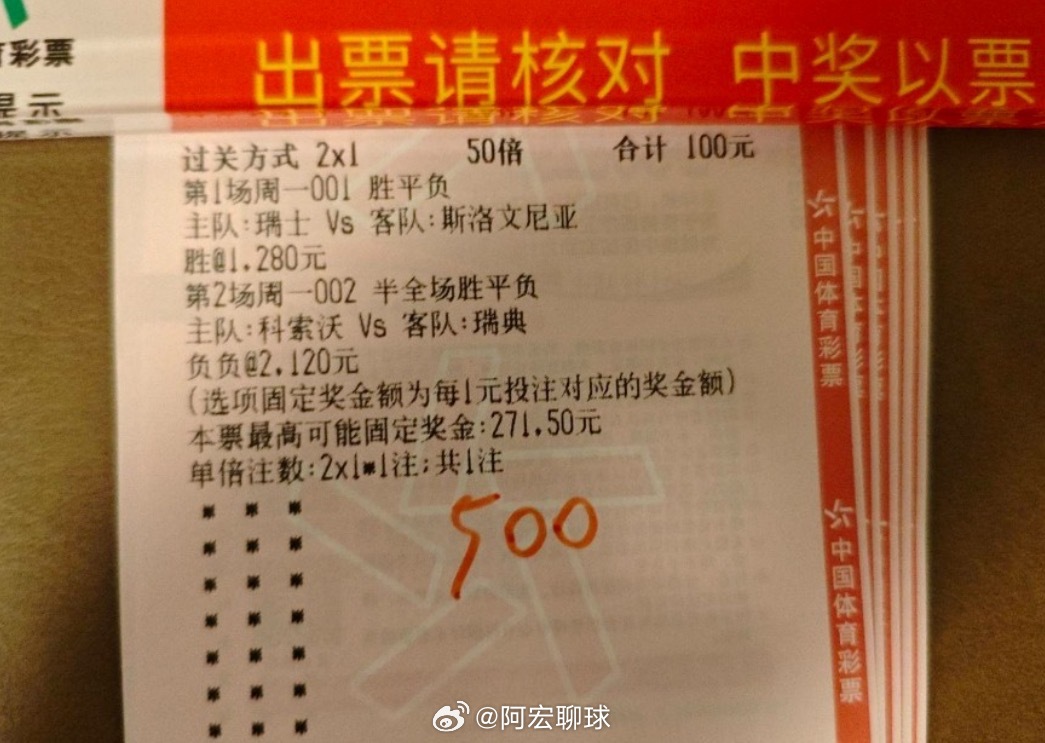 育彩票
提示
出票请核对 中奖以票
过关方式 2x1 50倍 合计 100元
第1场周一001 胜平负
主队:瑞士 Vs 客队:斯洛文尼亚
胜@1.280元
第2场周一002 半全场胜平负
主队:科索沃 Vs 客队:瑞典
负负@2.120元
(选项固定奖金额为每1元投注对应的奖金额)
本票最高可能固定奖金:271.50元
单倍注数:2x1*1注;共1注
500
中国体育彩票
中国体育彩票
@阿宏聊球